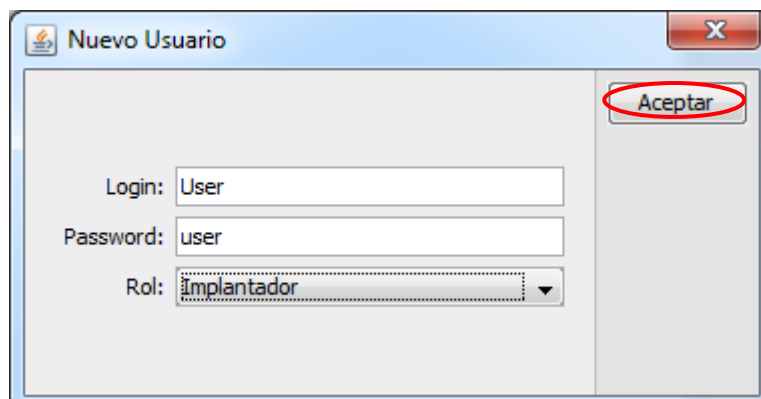 Nuevo Usuario
Aceptar
Login: User
Password: user
Rol: Implantador